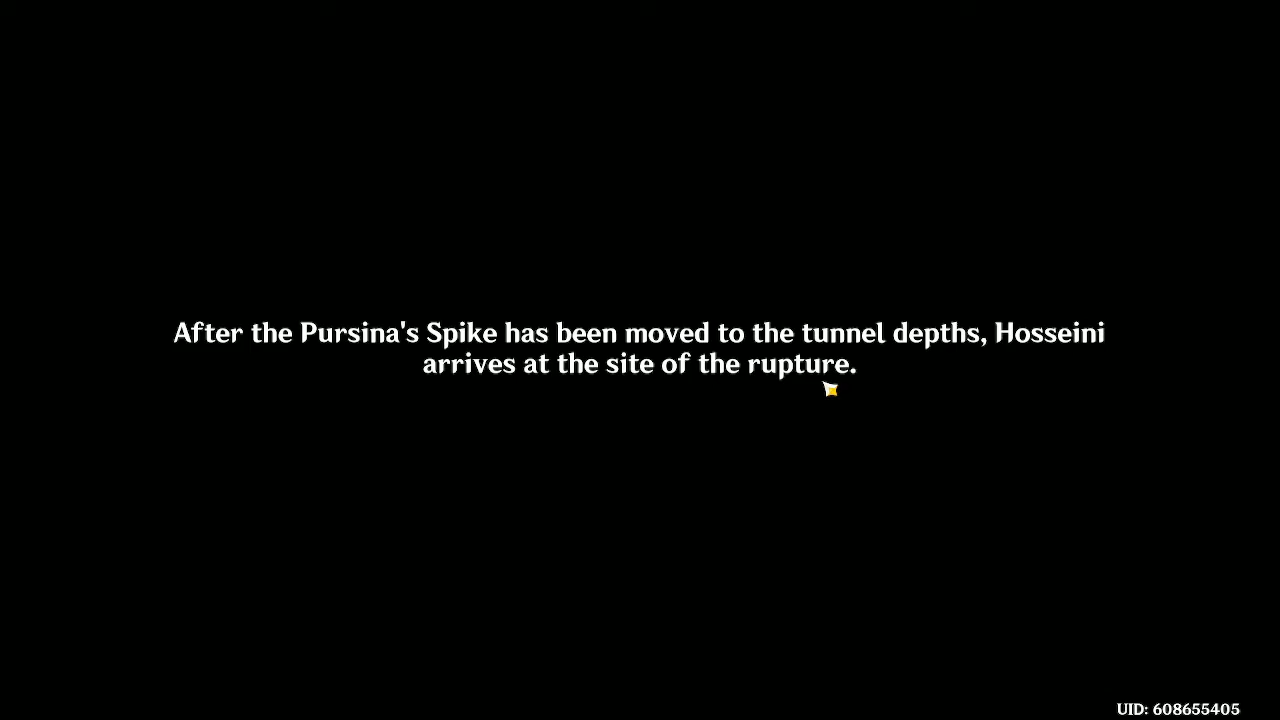 After the Pursina's Spike has been moved to the tunnel depths, Hosseini
arrives at the site of the rupture.
UID: 608655405